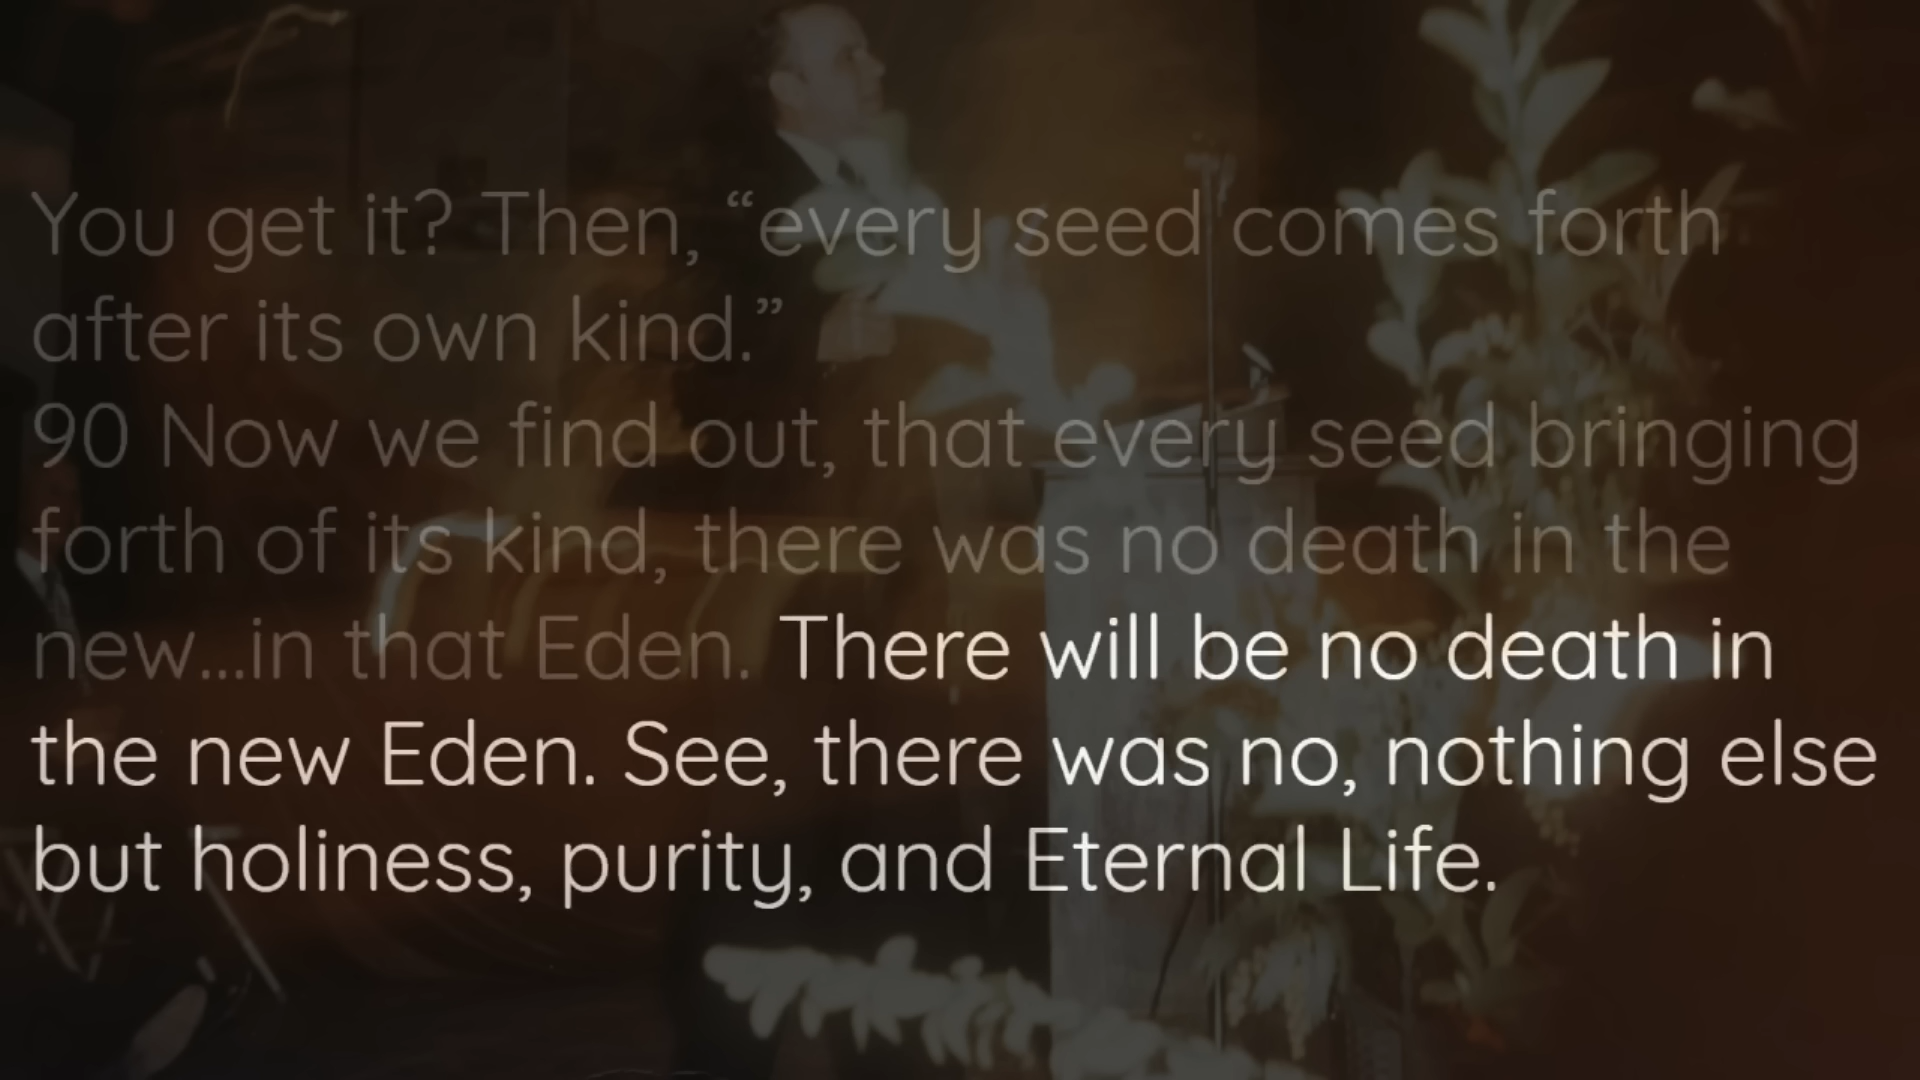 You get it? Then, “every seed comes forth
after its own kind.”
90 Now we find out, that every seed bringing
forth of its kind, there was no death in the
new...in that Eden. There will be no death in
the new Eden. See, there was no, nothing else
but holiness, purity, and Eternal Life.